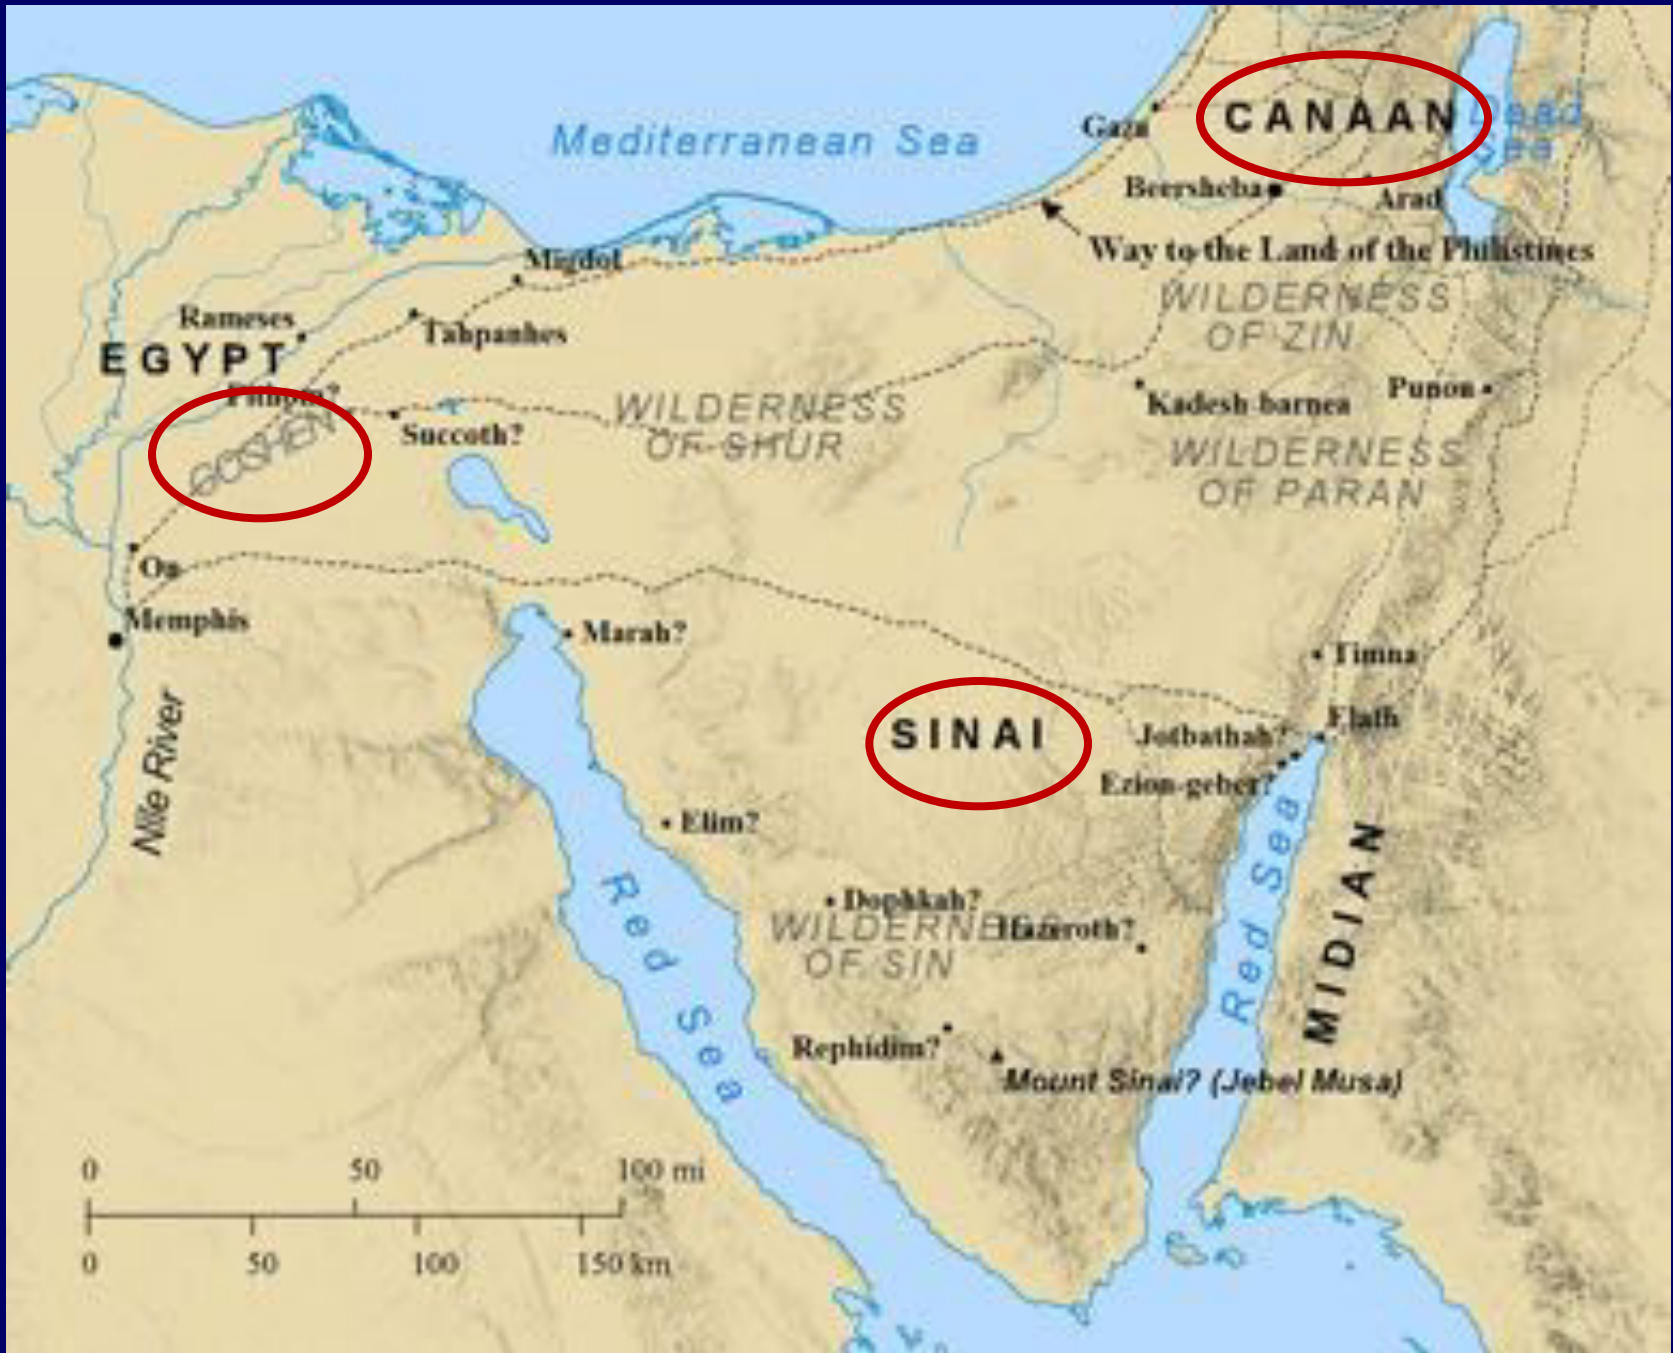 Mediterranean Sea
Gaza
CANAAN
Dead
Sea
Beersheba
Arad
Way to the Land of the Philistines
Migdol
WILDERNESS
OF ZIN
Rameses
Tahpanhes
EGYPT
Pithom?
GOSHEN
Succoth?
WILDERNESS
OF SHUR
Kadesh-barnea
Punon
WILDERNESS
OF PARAN
On
Memphis
Marah?
Timna
Nile River
SINAI
Elath
Jotbathah?
Ezion-geber?
Elim?
Red Sea
Red Sea
MIDIAN
Dophkah?
WILDERNESS
OF SIN
Hazeroth?
Rephidim?
Mount Sinai? (Jebel Musa)
0 50 100 mi
0 50 100 150 km